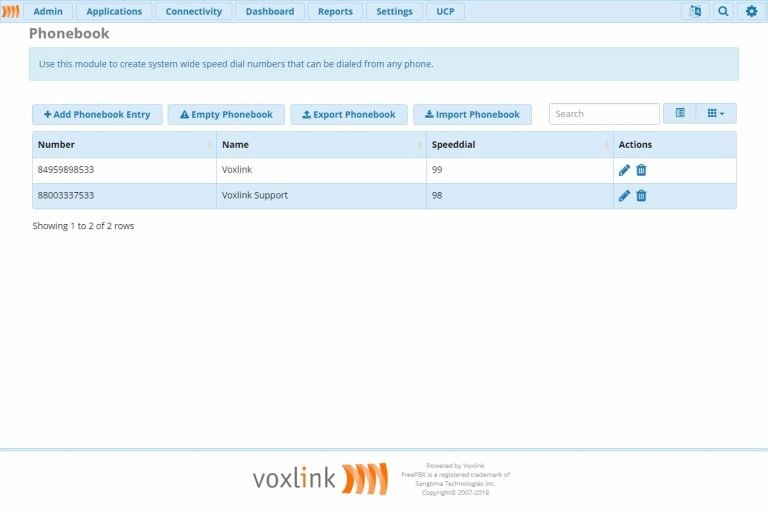 Admin Applications Connectivity Dashboard Reports Settings UCP
Phonebook
Use this module to create system wide speed dial numbers that can be dialed from any phone.
Add Phonebook Entry Empty Phonebook Export Phonebook Import Phonebook Search
Number Name Speeddial Actions
84959898533 Voxlink 99
88003337533 Voxlink Support 98
Showing 1 to 2 of 2 rows
voxlink
Powered by Voxlink
FreePBX is a registered trademark of
Sangoma Technologies Inc.
Copyright© 2007-2018